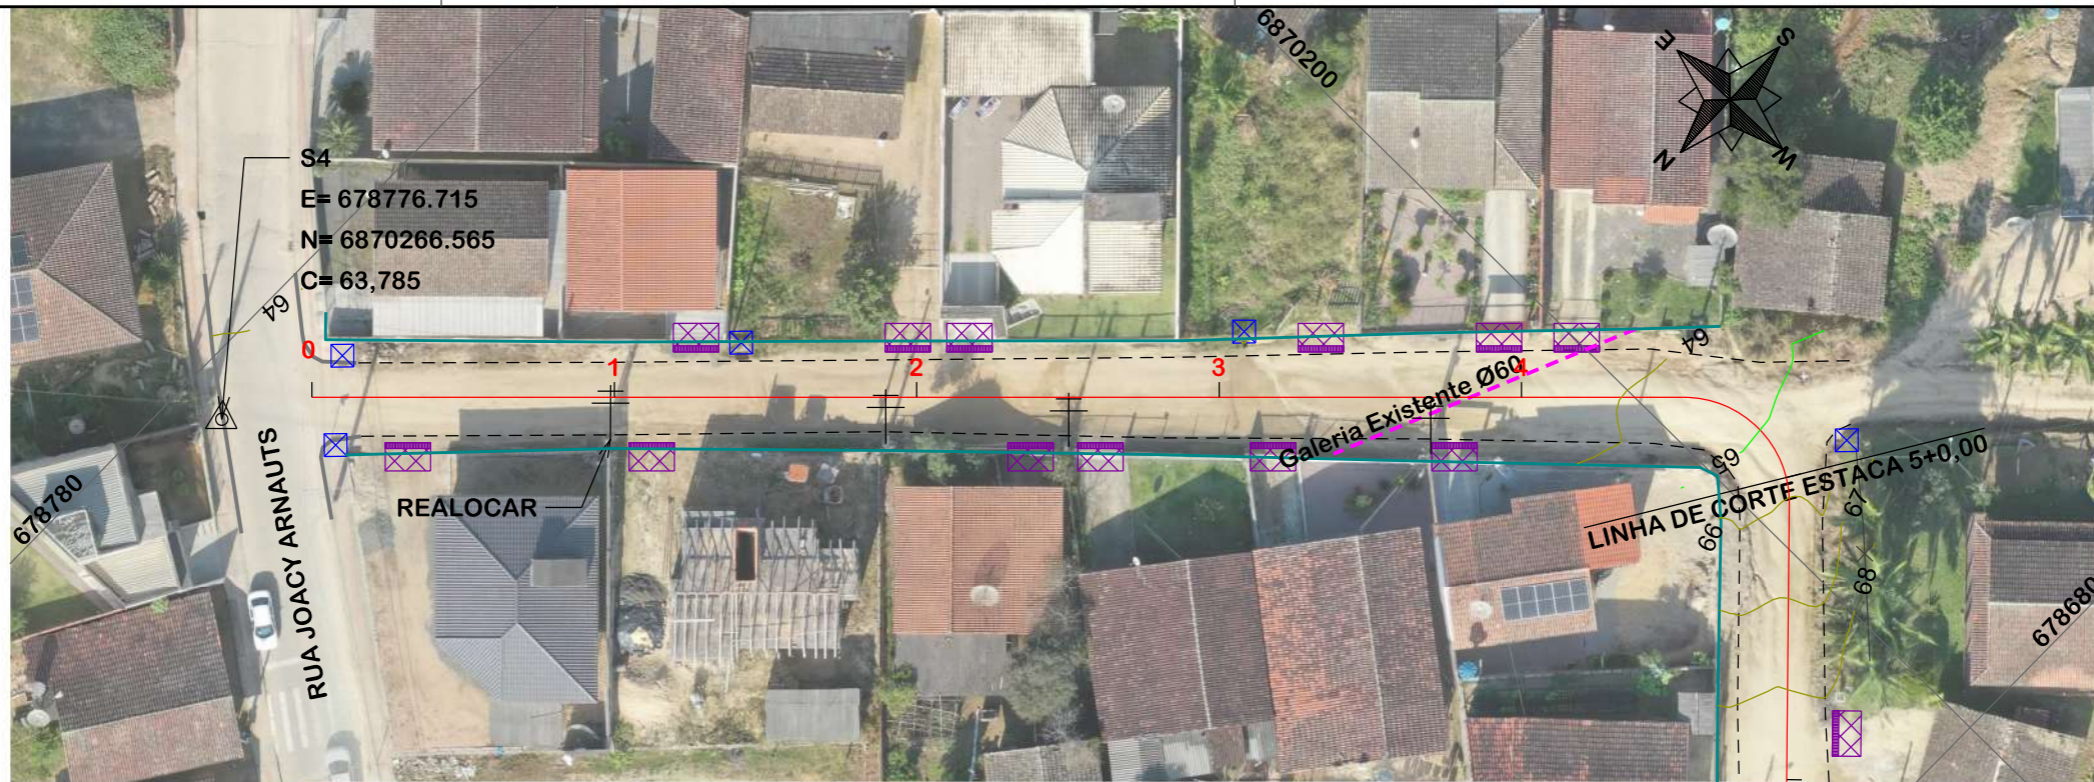 6870200
E
S
N
W
S4
E= 678776.715
N= 6870266.565
C= 63,785
64
0
1
2
3
4
64
Galeria Existente Ø60
REALOCAR
RUA JOACY ARNAUTS
678780
65
LINHA DE CORTE ESTACA 5+0,00
66
67
68
678680